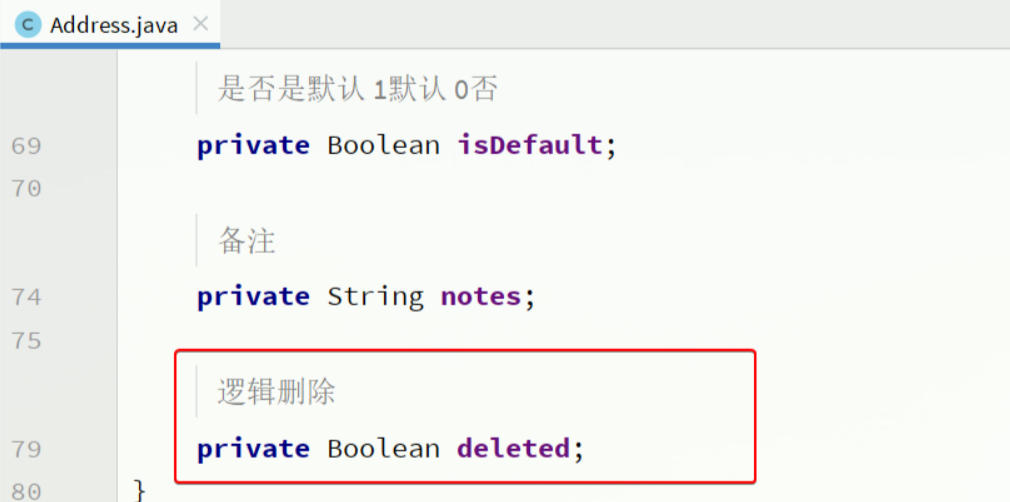 C Address.java ×
是否是默认 1默认 0否
69 private Boolean isDefault;
70
备注
74 private String notes;
75
逻辑删除
79 private Boolean deleted;
80 }